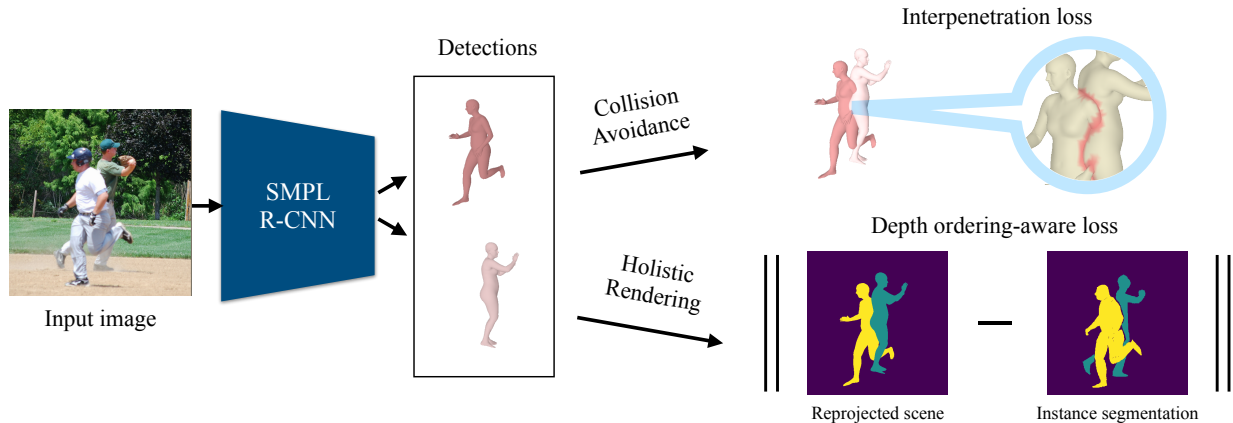 Interpenetration loss
Detections
Collision
Avoidance
SMPL
R-CNN
Input image
Depth ordering-aware loss
Holistic
Rendering
Reprojected scene
Instance segmentation